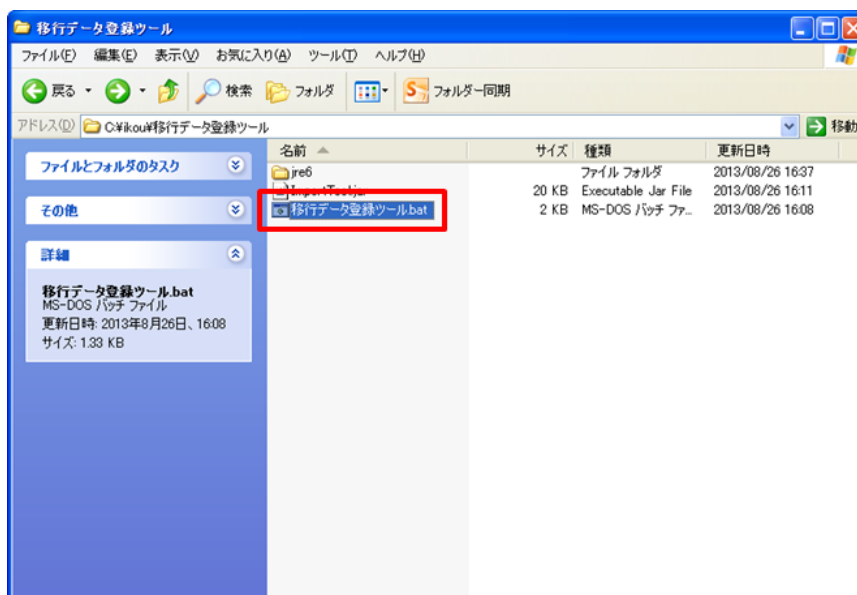 移行データ登録ツール
ファイル(F) 編集(E) 表示(V) お気に入り(A) ツール(T) ヘルプ(H)
戻る 検索 フォルダ フォルダー同期
アドレス(D) C:¥ikou¥移行データ登録ツール 移動
ファイルとフォルダのタスク
その他
詳細
移行データ登録ツール.bat
MS-DOS バッチ ファイル
更新日時: 2013年8月26日、16:08
サイズ: 1.33 KB
名前 サイズ 種類 更新日時
jre6 ファイル フォルダ 2013/08/26 16:37
ImportTool.jar 20 KB Executable Jar File 2013/08/26 16:11
移行データ登録ツール.bat 2 KB MS-DOS バッチ ファ... 2013/08/26 16:08